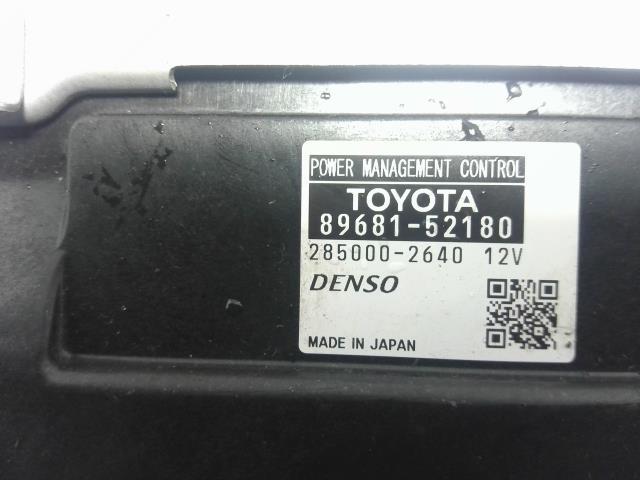 POWER MANAGEMENT CONTROL
TOYOTA
89681-52180
285000-2640 12V
DENSO
MADE IN JAPAN